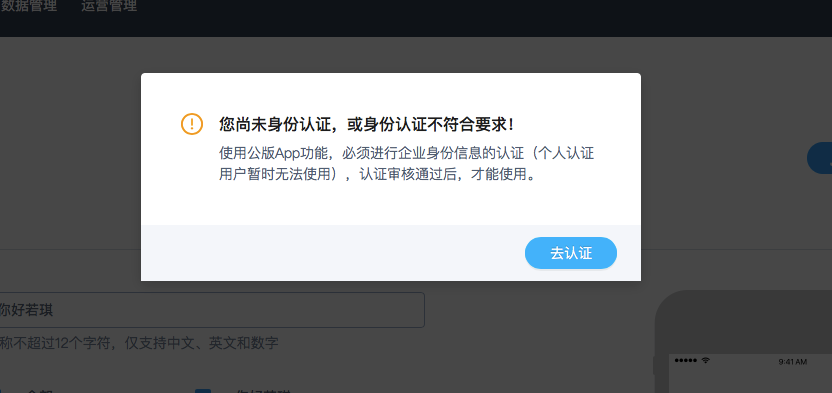 数据管理 运营管理
您尚未身份认证，或身份认证不符合要求！
使用公版App功能，必须进行企业身份信息的认证（个人认证
用户暂时无法使用），认证审核通过后，才能使用。
去认证
你好若琪
称不超过12个字符，仅支持中文、英文和数字
9:41 AM